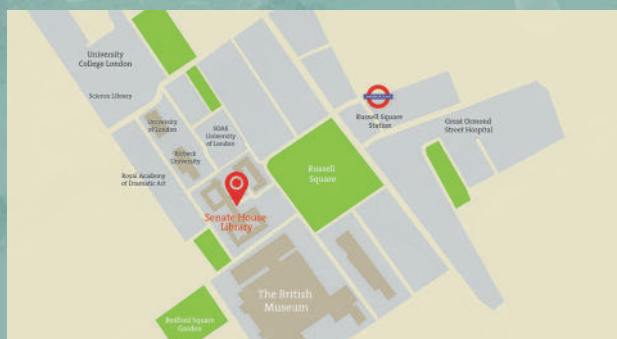 University
College London
Science Library
University
of London
SOAS
University
of London
Birkbeck
University
Royal Academy
of Dramatic Art
Senate House
Library
Russell
Square
Russell Square
Station
Great Ormond
Street Hospital
The British
Museum
Bedford Square
Garden